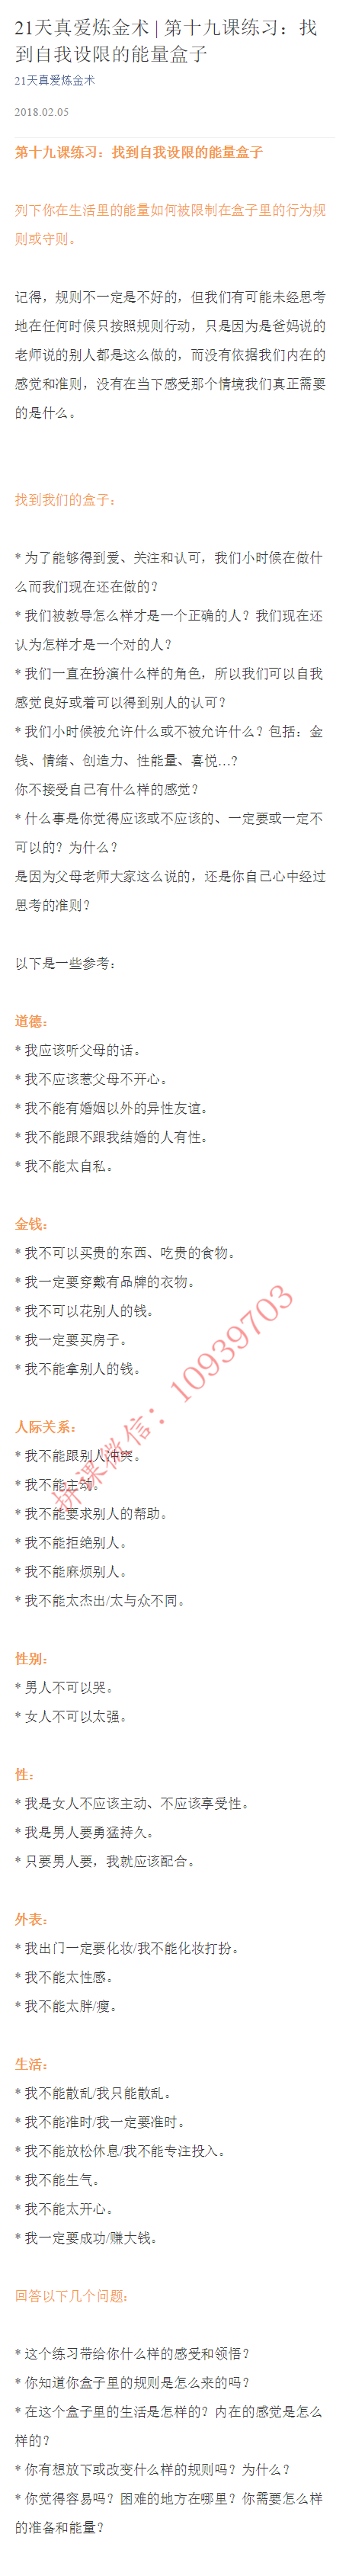 21天真爱炼金术 | 第十九课练习：找
到自我设限的能量盒子
21天真爱炼金术
2018.02.05
第十九课练习：找到自我设限的能量盒子
列下你在生活里的能量如何被限制在盒子里的行为规
则或守则。
记得，规则不一定是不好的，但我们有可能未经思考
地在任何时候只按照规则行动，只是因为是爸妈说的
老师说的别人都是这么做的，而没有依据我们内在的
感觉和准则，没有在当下感受那个情境我们真正需要
的是什么。
找到我们的盒子：
* 为了能够得到爱、关注和认可，我们小时候在做什
么而我们现在还在做的？
* 我们被教导怎么样才是一个正确的人？我们现在还
认为怎样才是一个对的人？
* 我们一直在扮演什么样的角色，所以我们可以自我
感觉良好或着可以得到别人的认可？
* 我们小时候被允许什么或不被允许什么？包括：金
钱、情绪、创造力、性能量、喜悦…?
你不接受自己有什么样的感觉？
* 什么事是你觉得应该或不应该的、一定要或一定不
可以的？为什么？
是因为父母老师大家这么说的，还是你自己心中经过
思考的准则？
以下是一些参考：
道德：
* 我应该听父母的话。
* 我不应该惹父母不开心。
* 我不能有婚姻以外的异性友谊。
* 我不能跟不跟我结婚的人有性。
* 我不能太自私。
金钱：
* 我不可以买贵的东西、吃贵的食物。
* 我一定要穿戴有品牌的衣物。
* 我不可以花别人的钱。
* 我一定要买房子。
* 我不能拿别人的钱。
拼课微信：10939703
人际关系：
* 我不能跟别人冲突。
* 我不能主动。
* 我不能要求别人的帮助。
* 我不能拒绝别人。
* 我不能麻烦别人。
* 我不能太杰出/太与众不同。
性别：
* 男人不可以哭。
* 女人不可以太强。
性：
* 我是女人不应该主动、不应该享受性。
* 我是男人要勇猛持久。
* 只要男人要，我就应该配合。
外表：
* 我出门一定要化妆/我不能化妆打扮。
* 我不能太性感。
* 我不能太胖/瘦。
生活：
* 我不能散乱/我只能散乱。
* 我不能准时/我一定要准时。
* 我不能放松休息/我不能专注投入。
* 我不能生气。
* 我不能太开心。
* 我一定要成功/赚大钱。
回答以下几个问题：
* 这个练习带给你什么样的感受和领悟？
* 你知道你盒子里的规则是怎么来的吗？
* 在这个盒子里的生活是怎样的？内在的感觉是怎么
样的？
* 你有想放下或改变什么样的规则吗？为什么？
* 你觉得容易吗？困难的地方在哪里？你需要怎么样
的准备和能量？